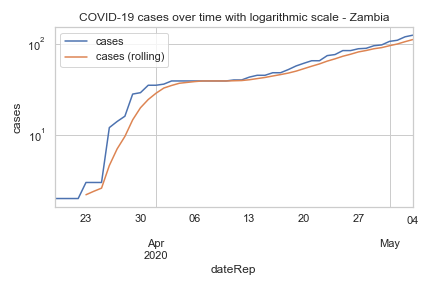 COVID-19 cases over time with logarithmic scale - Zambia
cases
cases (rolling)
cases
10²
10¹
23 30 06 13 20 27 04
Apr May
2020
dateRep